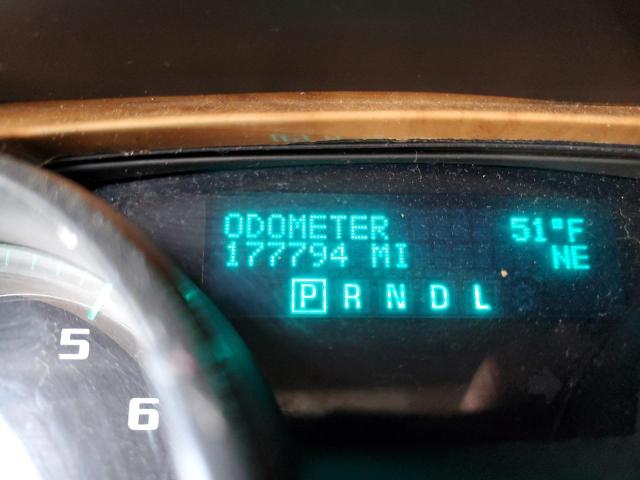 ODOMETER 51°F
177794 MI NE
P R N D L
5
6